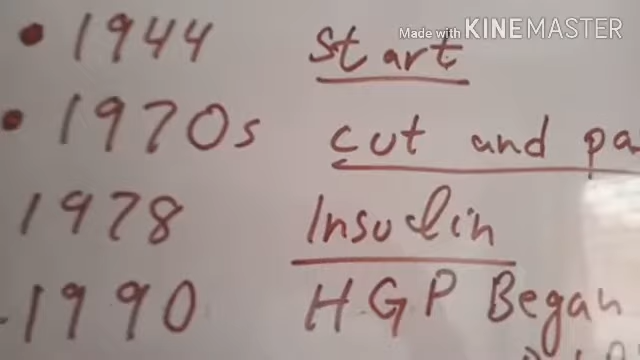 Made with KINEMASTER
• 1944 Start
• 1970s cut and pa
1978 Insulin
1990 HGP Began